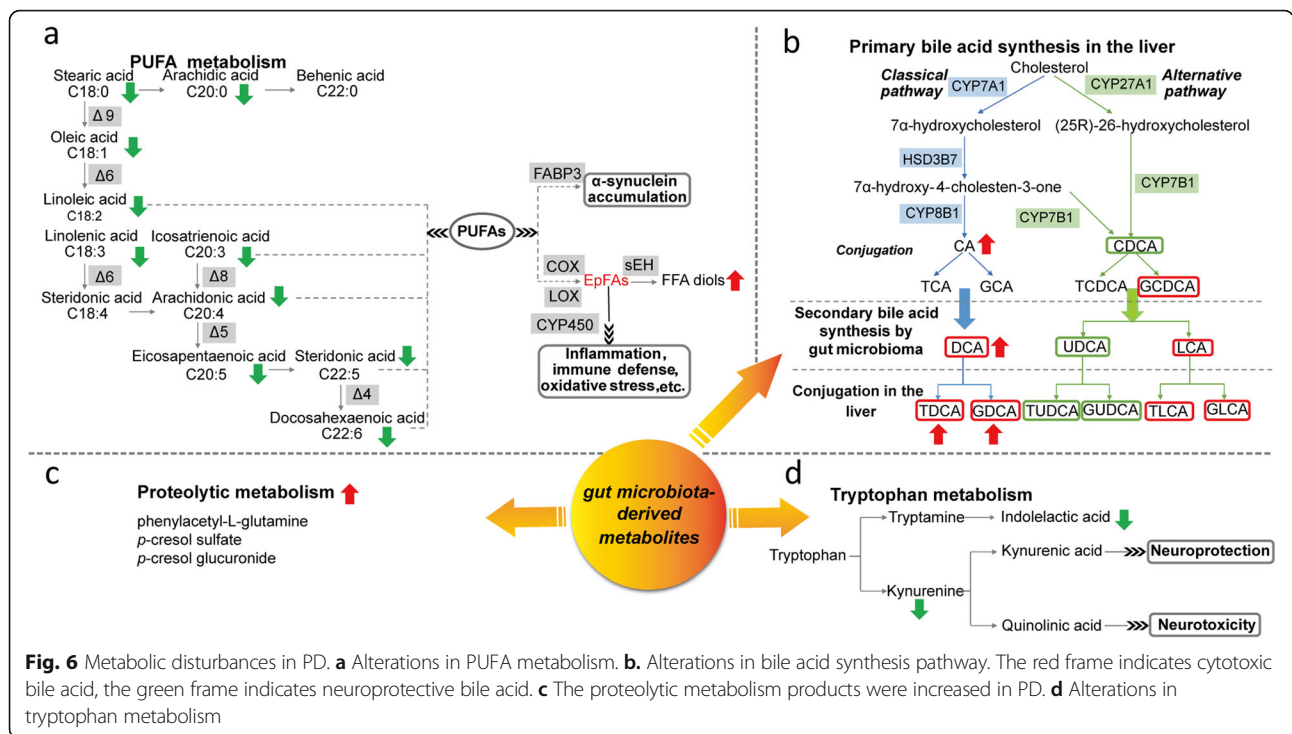 a
PUFA metabolism
Stearic acid Arachidic acid Behenic acid
C18:0 C20:0 C22:0
Δ 9
Oleic acid
C18:1
Δ6
Linoleic acid
C18:2
Linolenic acid Icosatrienoic acid
C18:3 C20:3
Δ6 Δ8
Steridonic acid Arachidonic acid
C18:4 C20:4
Δ5
Eicosapentaenoic acid Steridonic acid
C20:5 C22:5
Δ4
Docosahexaenoic acid
C22:6
PUFAs
FABP3
α-synuclein
accumulation
COX
LOX
CYP450
EpFAs
sEH
FFA diols
Inflammation,
immune defense,
oxidative stress,etc.
b
Primary bile acid synthesis in the liver
Classical
pathway
Cholesterol
Alternative
pathway
CYP7A1 CYP27A1
7α-hydroxycholesterol (25R)-26-hydroxycholesterol
HSD3B7
CYP7B1
7α-hydroxy-4-cholesten-3-one
CYP8B1 CYP7B1
Conjugation
CA CDCA
TCA GCA TCDCA GCDCA
Secondary bile acid
synthesis by
gut microbioma
DCA UDCA LCA
Conjugation in the
liver
TDCA GDCA TUDCA GUDCA TLCA GLCA
c
Proteolytic metabolism
phenylacetyl-L-glutamine
p-cresol sulfate
p-cresol glucuronide
gut microbiota-
derived
metabolites
d
Tryptophan metabolism
Tryptamine Indolelactic acid
Tryptophan
Kynurenic acid Neuroprotection
Kynurenine
Quinolinic acid Neurotoxicity
Fig. 6 Metabolic disturbances in PD. a Alterations in PUFA metabolism. b. Alterations in bile acid synthesis pathway. The red frame indicates cytotoxic
bile acid, the green frame indicates neuroprotective bile acid. c The proteolytic metabolism products were increased in PD. d Alterations in
tryptophan metabolism